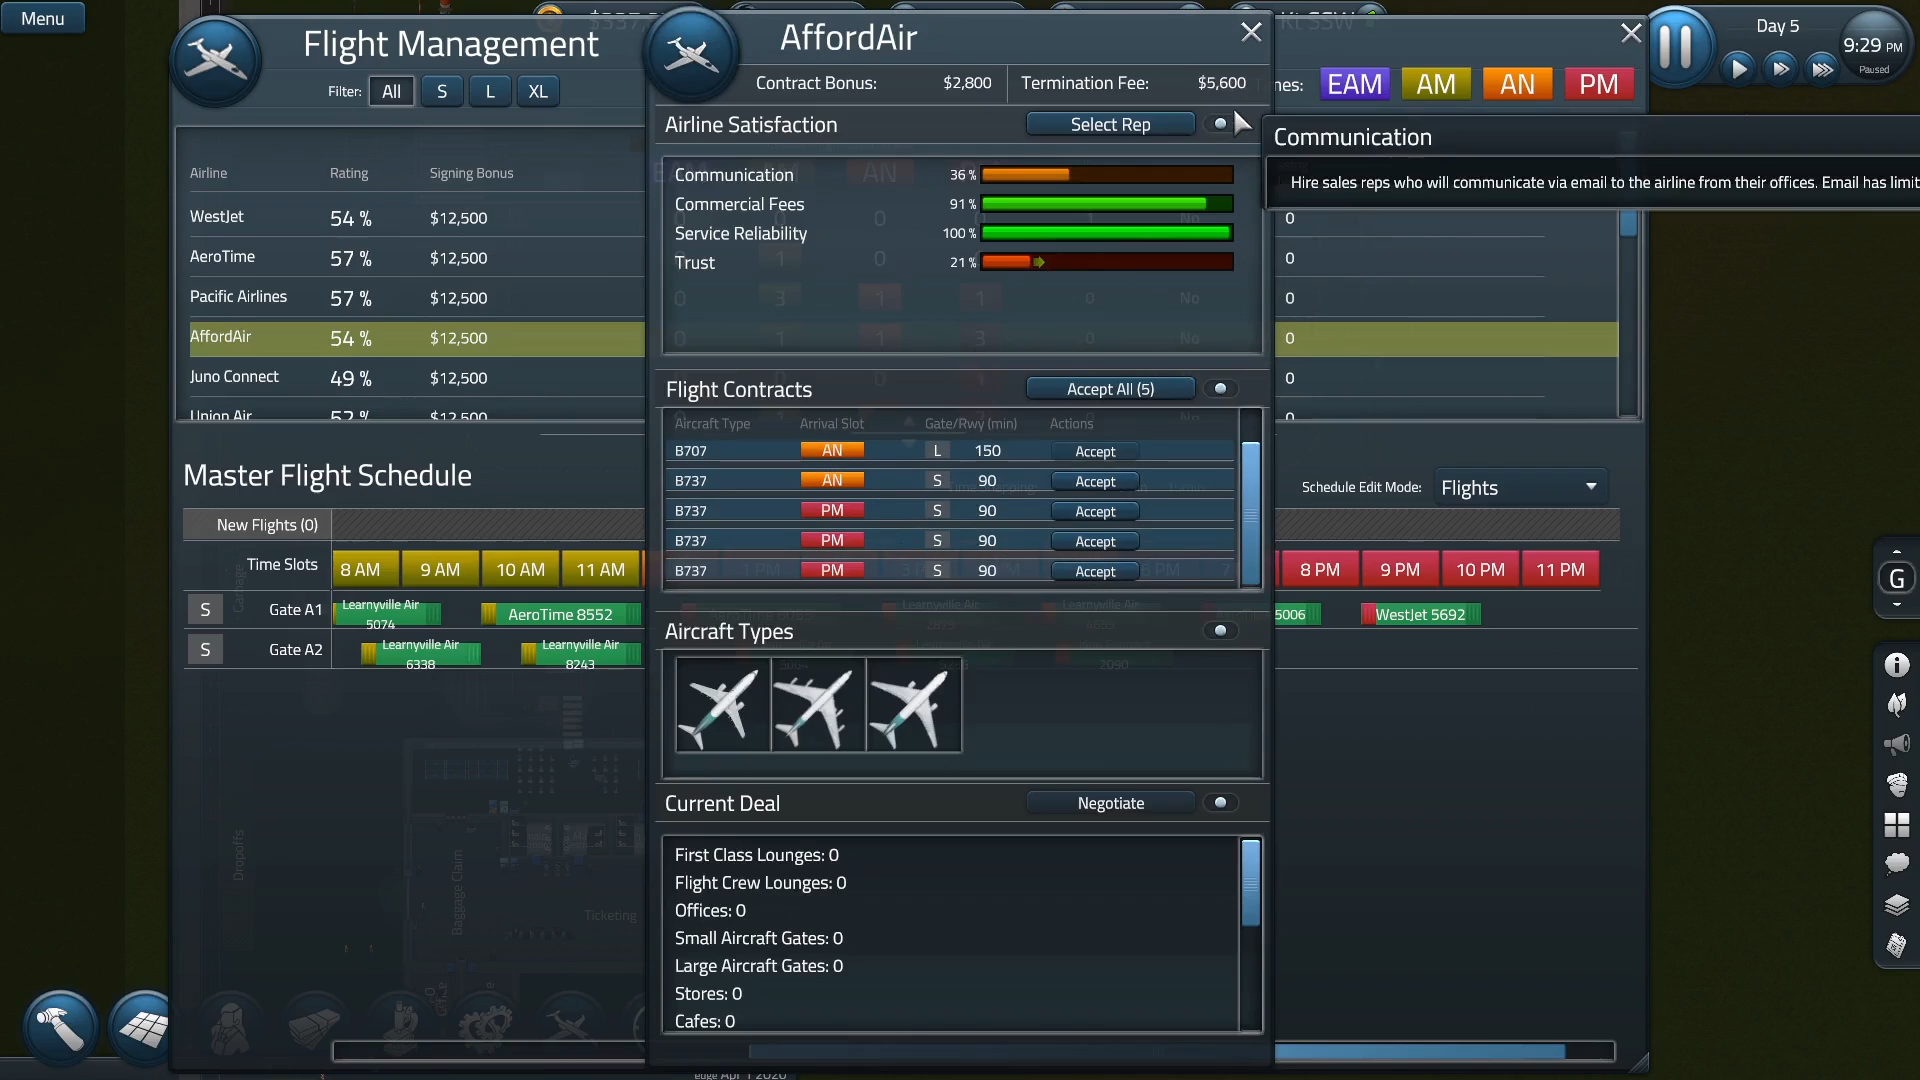 Menu
Flight Management
Filter: All S L XL
Airline Rating Signing Bonus
WestJet 54 % $12,500 0
AeroTime 57 % $12,500 0
Pacific Airlines 57 % $12,500 0
AffordAir 54 % $12,500 0
Juno Connect 49 % $12,500 0
Union Air 52 % $12,500 0
AffordAir
Contract Bonus: $2,800 Termination Fee: $5,600
Airline Satisfaction Select Rep
Communication 36 %
Commercial Fees 91 %
Service Reliability 100 %
Trust 21 %
Flight Contracts Accept All (5)
Aircraft Type Arrival Slot Gate/Rwy (min) Actions
B707 AN L 150 Accept
B737 AN S 90 Accept
B737 PM S 90 Accept
B737 PM S 90 Accept
B737 PM S 90 Accept
Aircraft Types
Current Deal Negotiate
First Class Lounges: 0
Flight Crew Lounges: 0
Offices: 0
Small Aircraft Gates: 0
Large Aircraft Gates: 0
Stores: 0
Cafes: 0
EAM AM AN PM
Communication
Hire sales reps who will communicate via email to the airline from their offices. Email has limit
Day 5
9:29 PM
Paused
Master Flight Schedule
Schedule Edit Mode: Flights
New Flights (0)
Time Slots 8 AM 9 AM 10 AM 11 AM 8 PM 9 PM 10 PM 11 PM
S Gate A1 Learnyville Air 5074 AeroTime 8552 5006 WestJet 5692
S Gate A2 Learnyville Air 6338 Learnyville Air 8243
G
Dropoffs
Baggage Claim
Ticketing